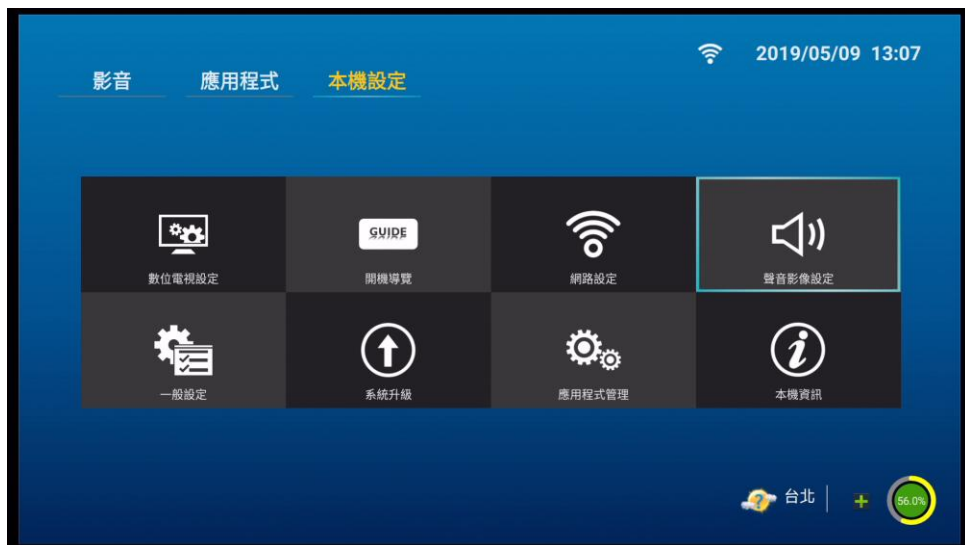 2019/05/09 13:07
影音 應用程式 本機設定
GUIDE
數位電視設定 開機導覽 網路設定 聲音影像設定
一般設定 系統升級 應用程式管理 本機資訊
台北 56.0%